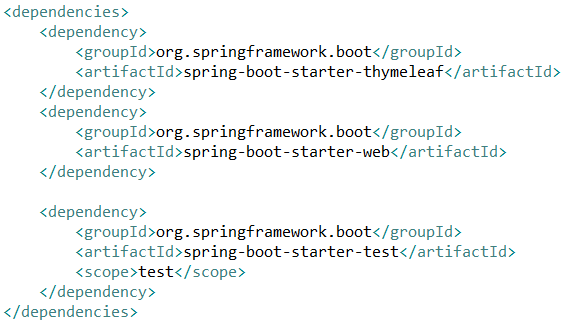 <dependencies>
    <dependency>
        <groupId>org.springframework.boot</groupId>
        <artifactId>spring-boot-starter-thymeleaf</artifactId>
    </dependency>
    <dependency>
        <groupId>org.springframework.boot</groupId>
        <artifactId>spring-boot-starter-web</artifactId>
    </dependency>

    <dependency>
        <groupId>org.springframework.boot</groupId>
        <artifactId>spring-boot-starter-test</artifactId>
        <scope>test</scope>
    </dependency>
</dependencies>